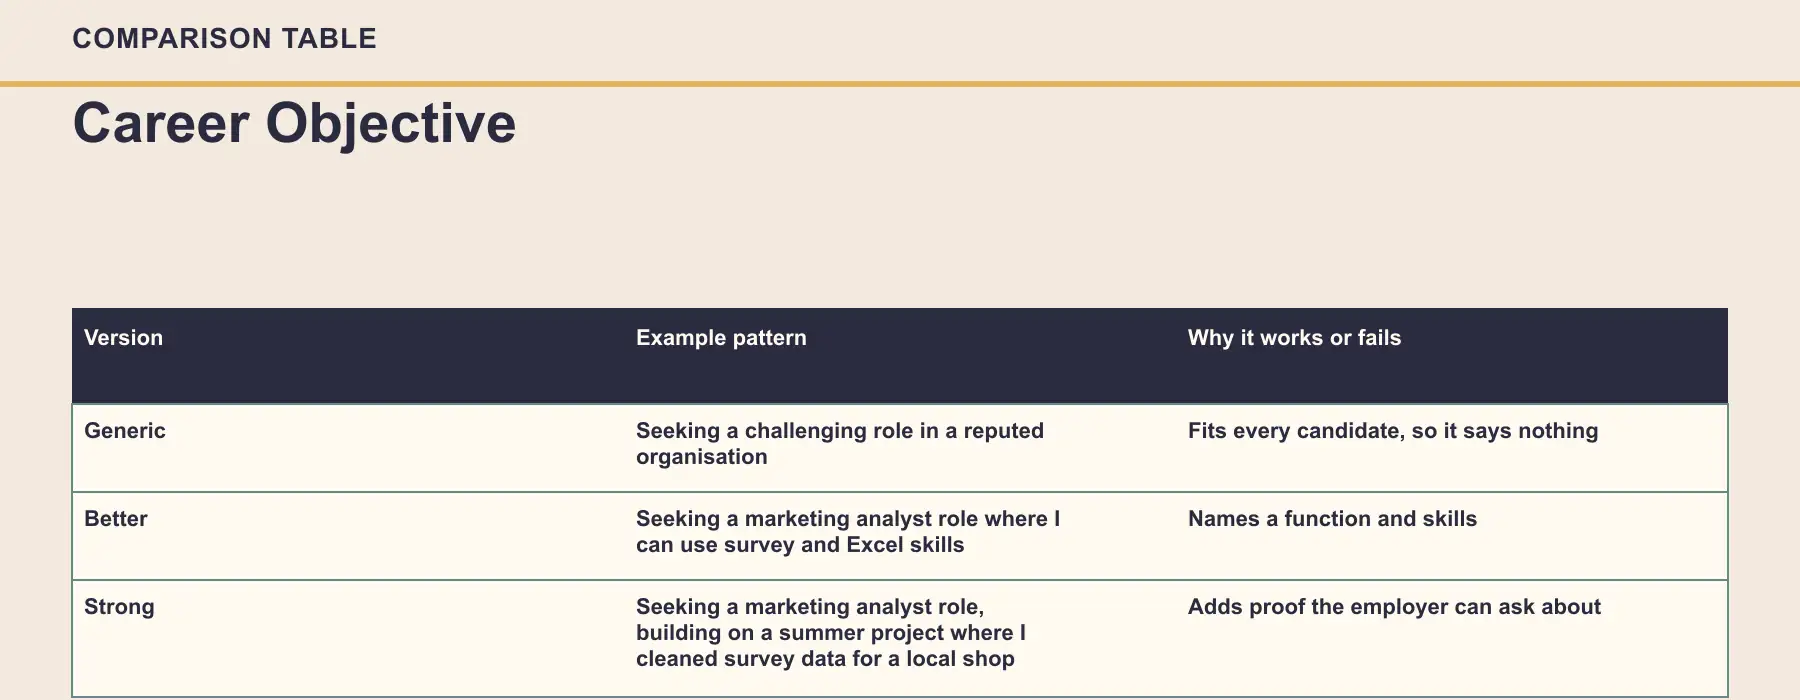 COMPARISON TABLE
Career Objective
Version
Example pattern
Why it works or fails
Generic
Seeking a challenging role in a reputed
organisation
Fits every candidate, so it says nothing
Better
Seeking a marketing analyst role where I
can use survey and Excel skills
Names a function and skills
Strong
Seeking a marketing analyst role,
building on a summer project where I
cleaned survey data for a local shop
Adds proof the employer can ask about